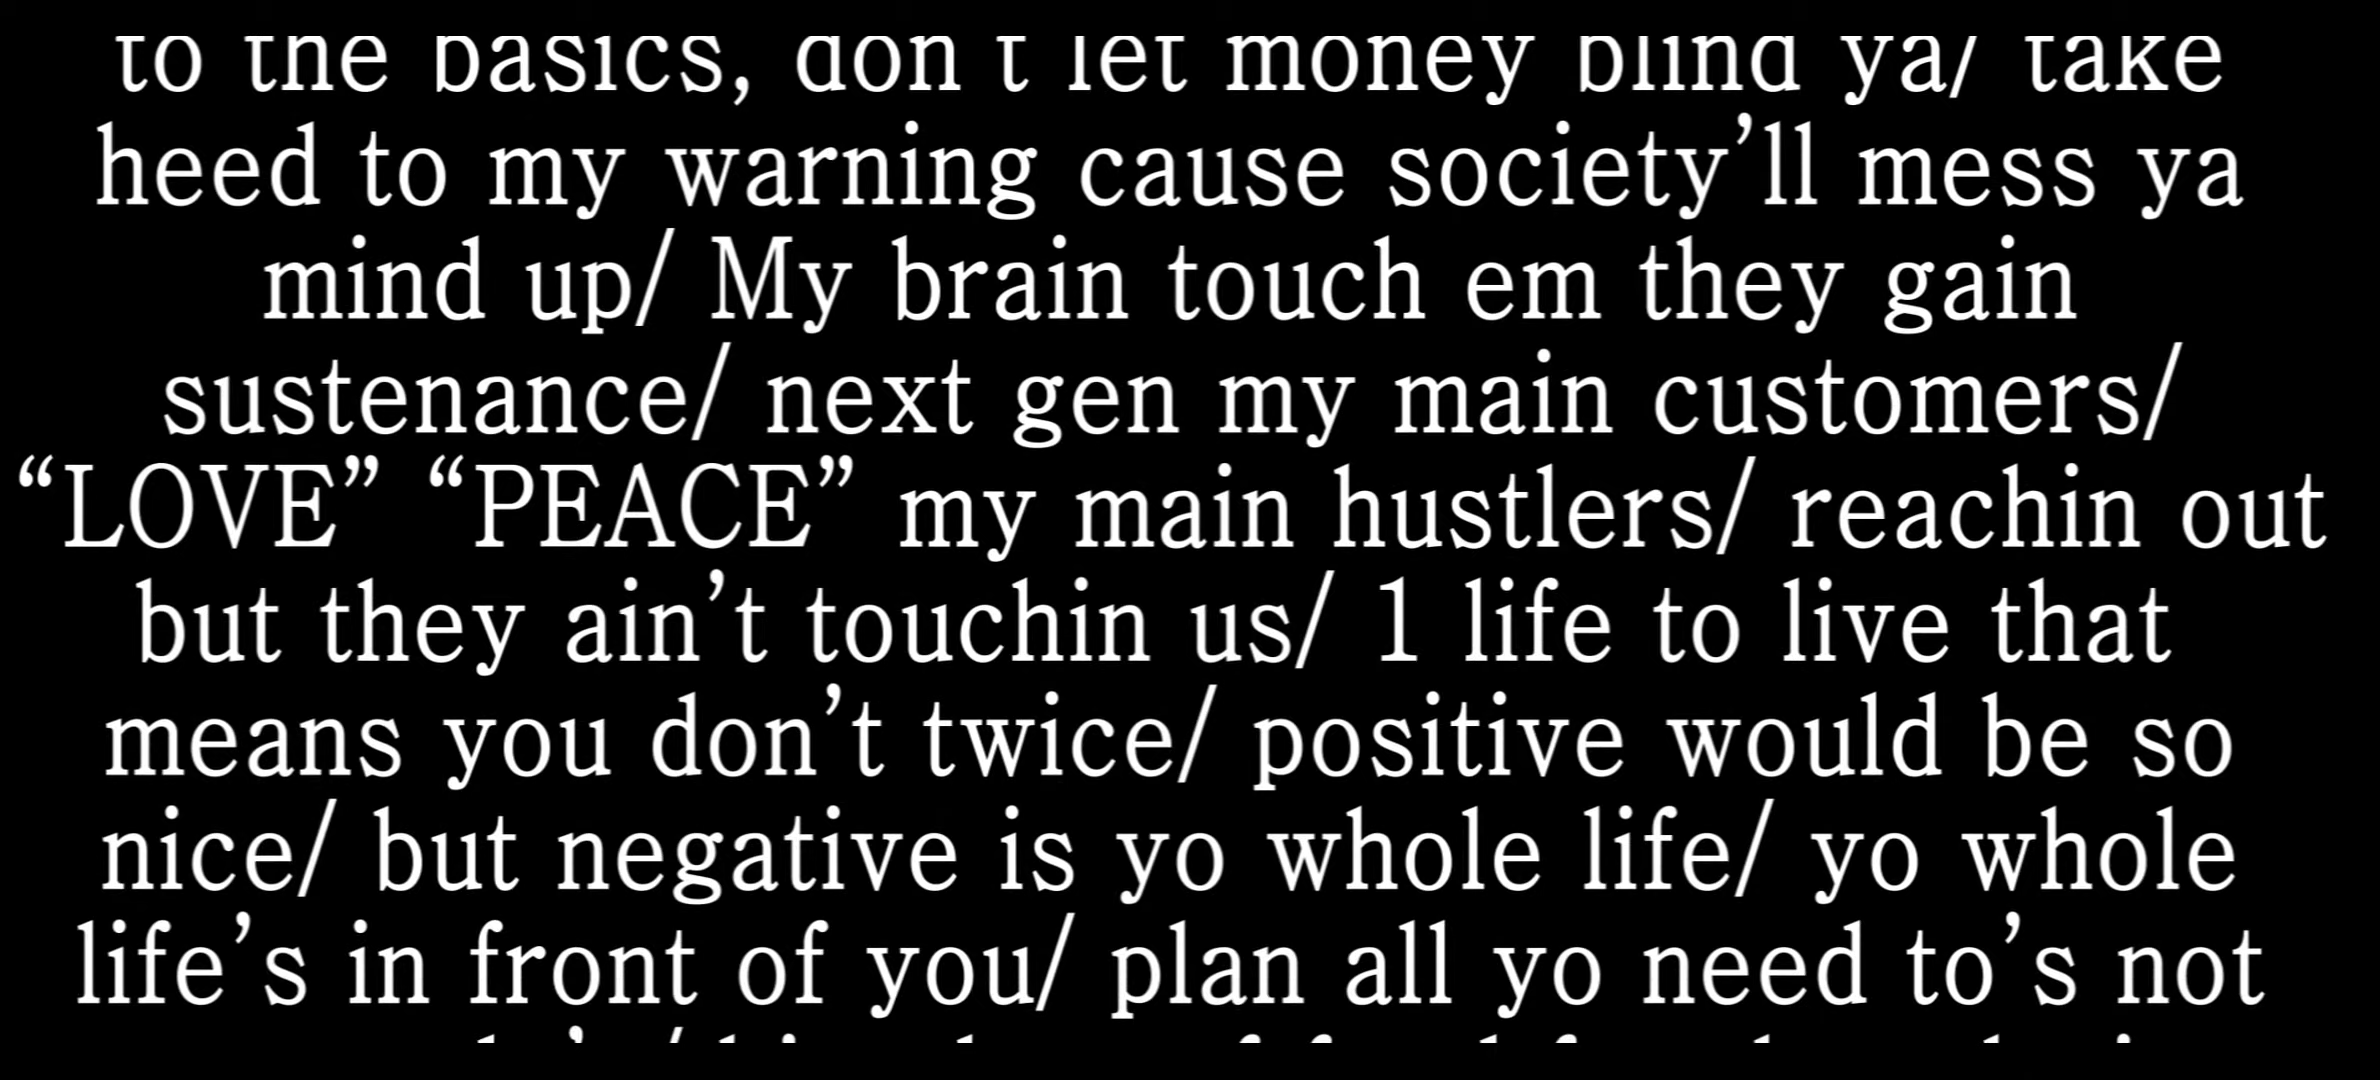 to the basics, don't let money blind ya/ take
heed to my warning cause society’ll mess ya
mind up/ My brain touch em they gain
sustenance/ next gen my main customers/
“LOVE” “PEACE” my main hustlers/ reachin out
but they ain’t touchin us/ 1 life to live that
means you don’t twice/ positive would be so
nice/ but negative is yo whole life/ yo whole
life’s in front of you/ plan all yo need to’s not